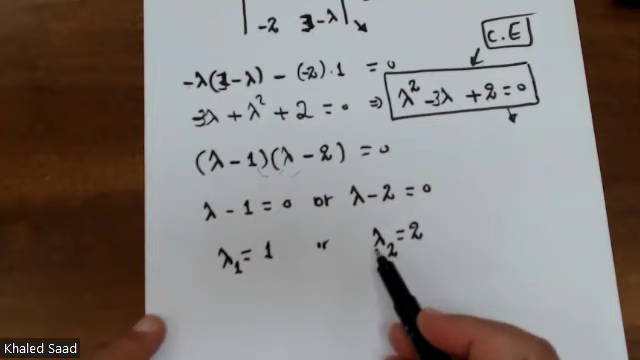 -2 3-λ
C.E
-λ(3-λ) - (-2).1 = 0
-3λ + λ² + 2 = 0 ⇒ λ² -3λ + 2 = 0
(λ - 1)(λ - 2) = 0
λ - 1 = 0 or λ - 2 = 0
λ₁ = 1 or λ₂ = 2
Khaled Saad